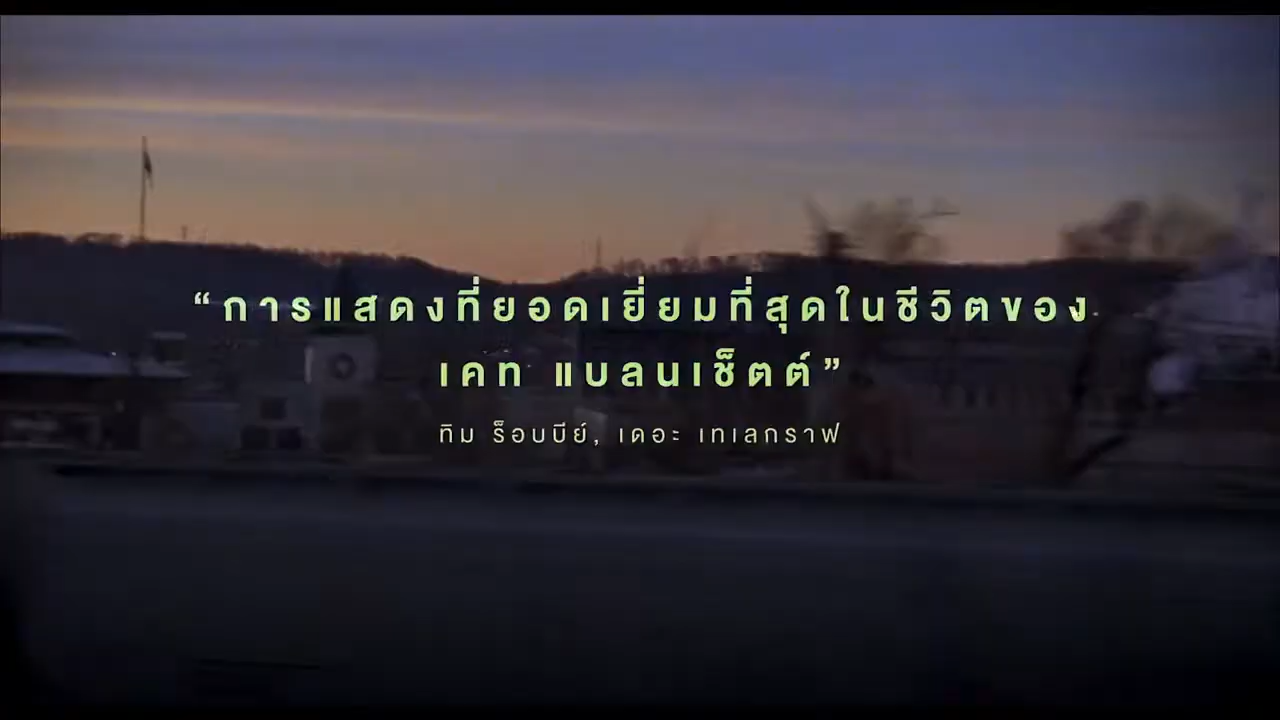 “การแสดงที่ยอดเยี่ยมที่สุดในชีวิตของ
เคท แบลนเช็ตต์”
ทิม ร็อบบีย์, เดอะ เทเลกราฟ